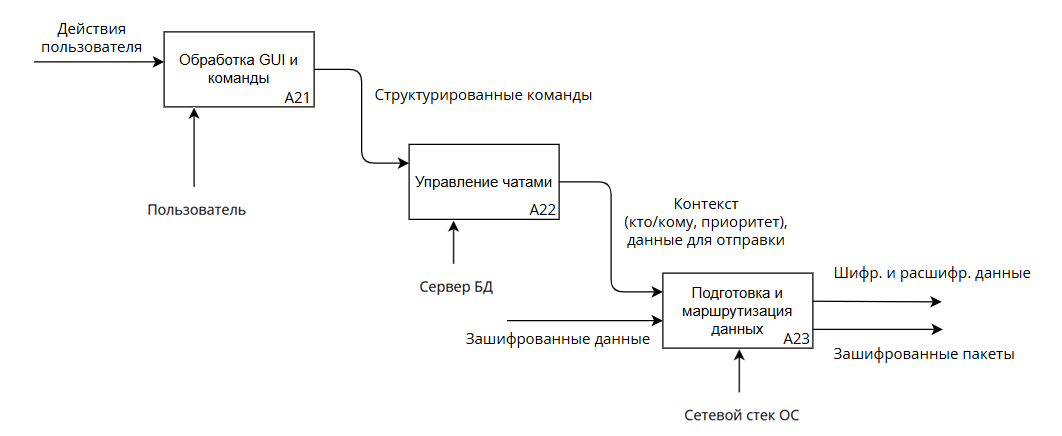 Действия
пользователя
Обработка GUI и
команды
A21
Структурированные команды
Пользователь
Управление чатами
A22
Сервер БД
Контекст
(кто/кому, приоритет),
данные для отправки
Подготовка и
маршрутизация
данных
A23
Шифр. и расшифр. данные
Зашифрованные данные
Зашифрованные пакеты
Сетевой стек ОС